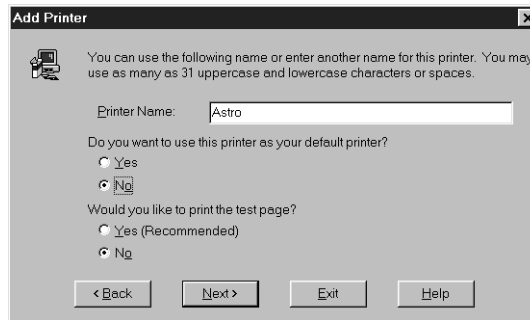 Add Printer
You can use the following name or enter another name for this printer. You may
use as many as 31 uppercase and lowercase characters or spaces.
Printer Name: Astro
Do you want to use this printer as your default printer?
Yes
No
Would you like to print the test page?
Yes (Recommended)
No
< Back Next > Exit Help